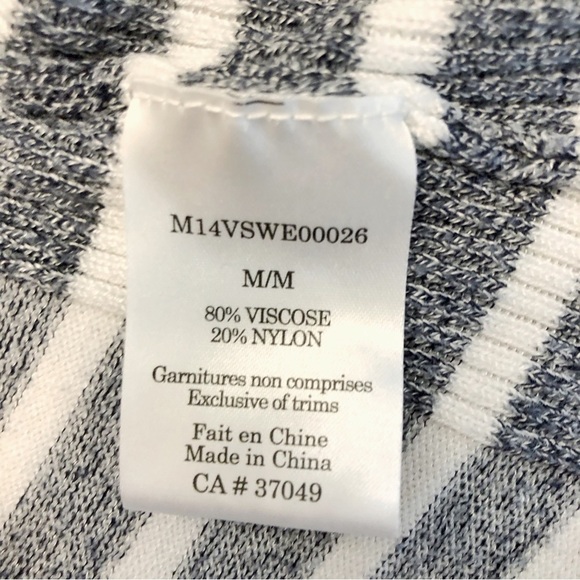 M14VSWE00026
M/M
80% VISCOSE
20% NYLON
Garnitures non comprises
Exclusive of trims
Fait en Chine
Made in China
CA # 37049